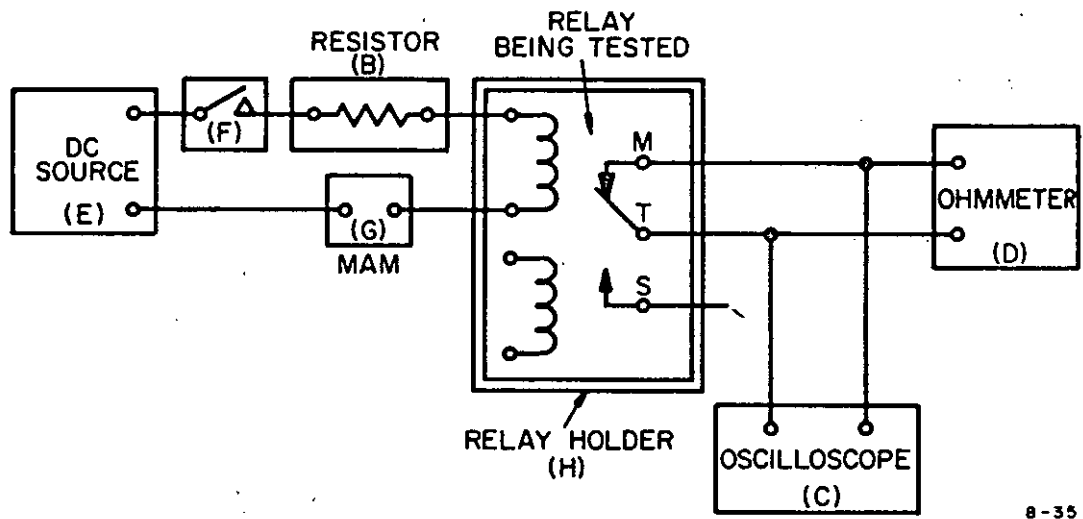 RELAY
BEING TESTED
RESISTOR
(B)
DC
SOURCE
(E)
(F)
(G)
MAM
M
T
S
OHMMETER
(D)
RELAY HOLDER
(H)
OSCILLOSCOPE
(C)
8-35